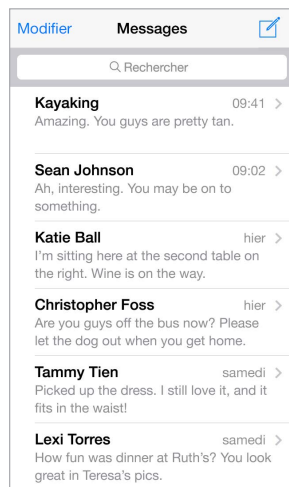 Modifier Messages
Rechercher
Kayaking 09:41
Amazing. You guys are pretty tan.
Sean Johnson 09:02
Ah, interesting. You may be on to
something.
Katie Ball hier
I'm sitting here at the second table on
the right. Wine is on the way.
Christopher Foss hier
Are you guys off the bus now? Please
let the dog out when you get home.
Tammy Tien samedi
Picked up the dress. I still love it, and it
fits in the waist!
Lexi Torres samedi
How fun was dinner at Ruth's? You look
great in Teresa's pics.